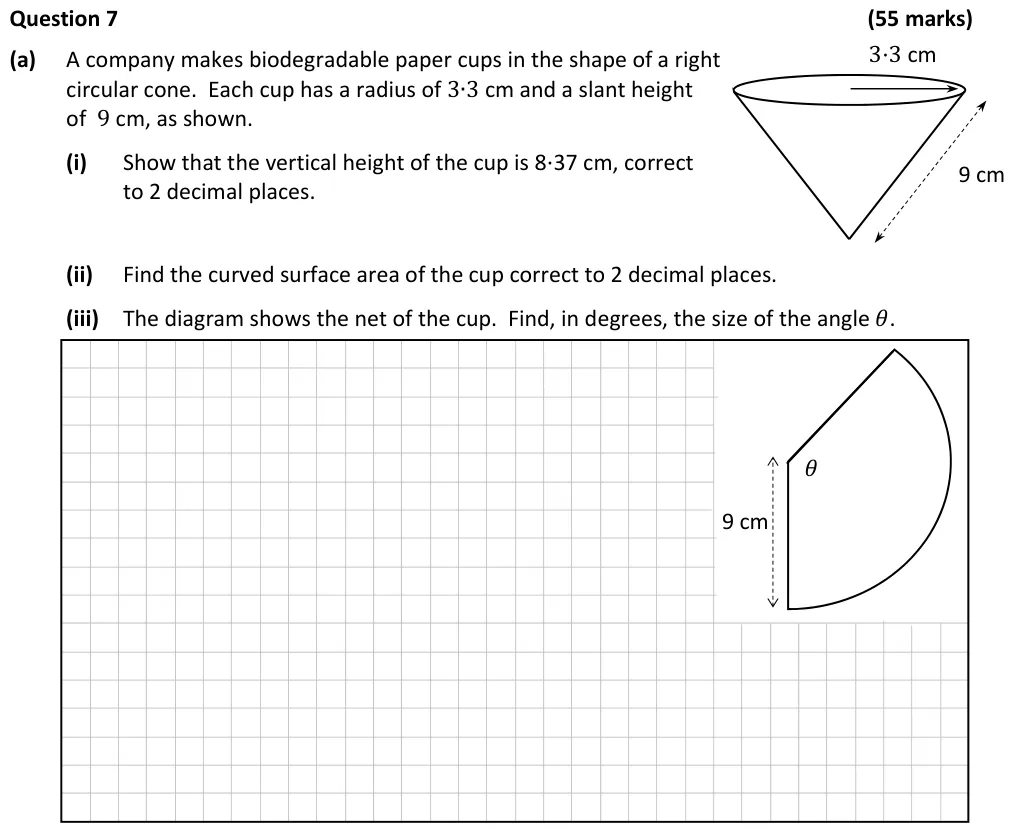 Question 7 (55 marks)
(a) A company makes biodegradable paper cups in the shape of a right
circular cone. Each cup has a radius of 3·3 cm and a slant height
of 9 cm, as shown.
3·3 cm
9 cm
(i) Show that the vertical height of the cup is 8·37 cm, correct
to 2 decimal places.
(ii) Find the curved surface area of the cup correct to 2 decimal places.
(iii) The diagram shows the net of the cup. Find, in degrees, the size of the angle θ.
θ
9 cm